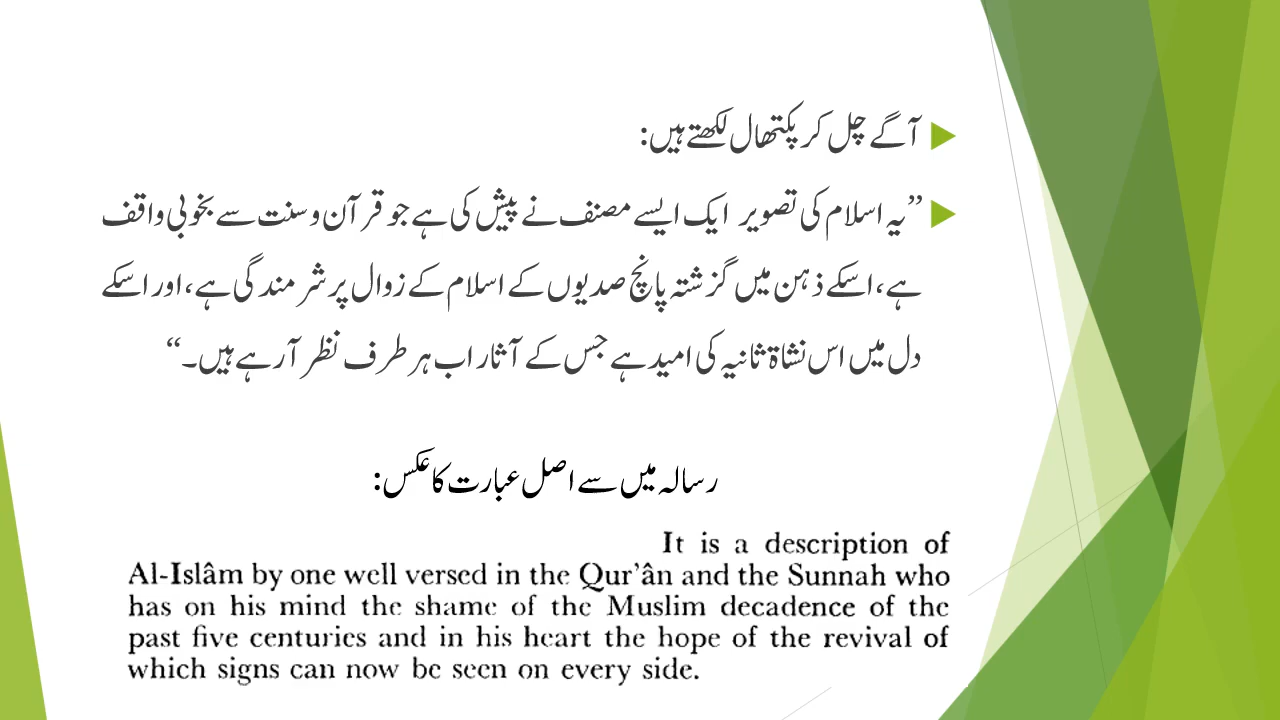 آگے چل کر پکتھال لکھتے ہیں:
”یہ اسلام کی تصویر ایک ایسے مصنف نے پیش کی ہے جو قرآن و سنت سے بخوبی واقف
ہے، اسکے ذہن میں گزشتہ پانچ صدیوں کے اسلام کے زوال پر شرمندگی ہے، اور اسکے
دل میں اس نشاۃ ثانیہ کی امید ہے جس کے آثار اب ہر طرف نظر آرہے ہیں۔“
رسالہ میں سے اصل عبارت کا عکس:
It is a description of
Al-Islâm by one well versed in the Qur’ân and the Sunnah who
has on his mind the shame of the Muslim decadence of the
past five centuries and in his heart the hope of the revival of
which signs can now be seen on every side.